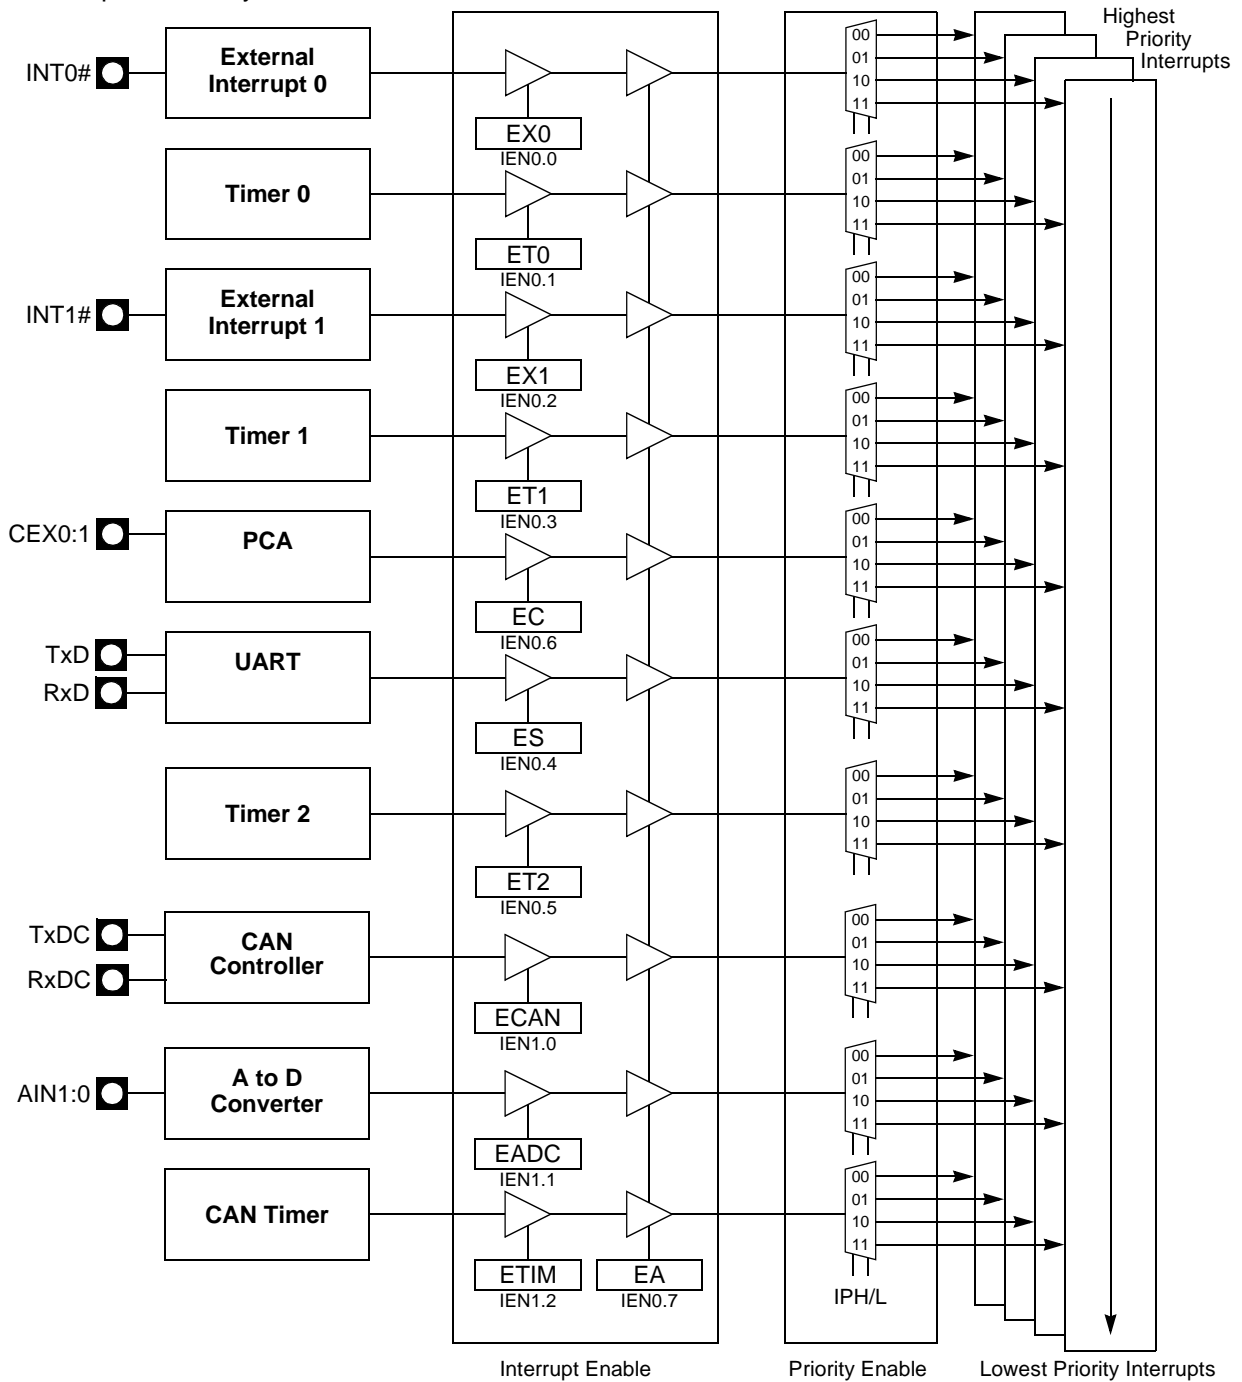 Highest
Priority
Interrupts
INT0#
External
Interrupt 0
EX0
IEN0.0
00
01
10
11
Timer 0
ET0
IEN0.1
00
01
10
11
INT1#
External
Interrupt 1
EX1
IEN0.2
00
01
10
11
Timer 1
ET1
IEN0.3
00
01
10
11
CEX0:1
PCA
EC
IEN0.6
00
01
10
11
TxD
RxD
UART
ES
IEN0.4
00
01
10
11
Timer 2
ET2
IEN0.5
00
01
10
11
TxDC
RxDC
CAN
Controller
ECAN
IEN1.0
00
01
10
11
AIN1:0
A to D
Converter
EADC
IEN1.1
00
01
10
11
CAN Timer
ETIM
IEN1.2
EA
IEN0.7
00
01
10
11
IPH/L
Interrupt Enable
Priority Enable
Lowest Priority Interrupts